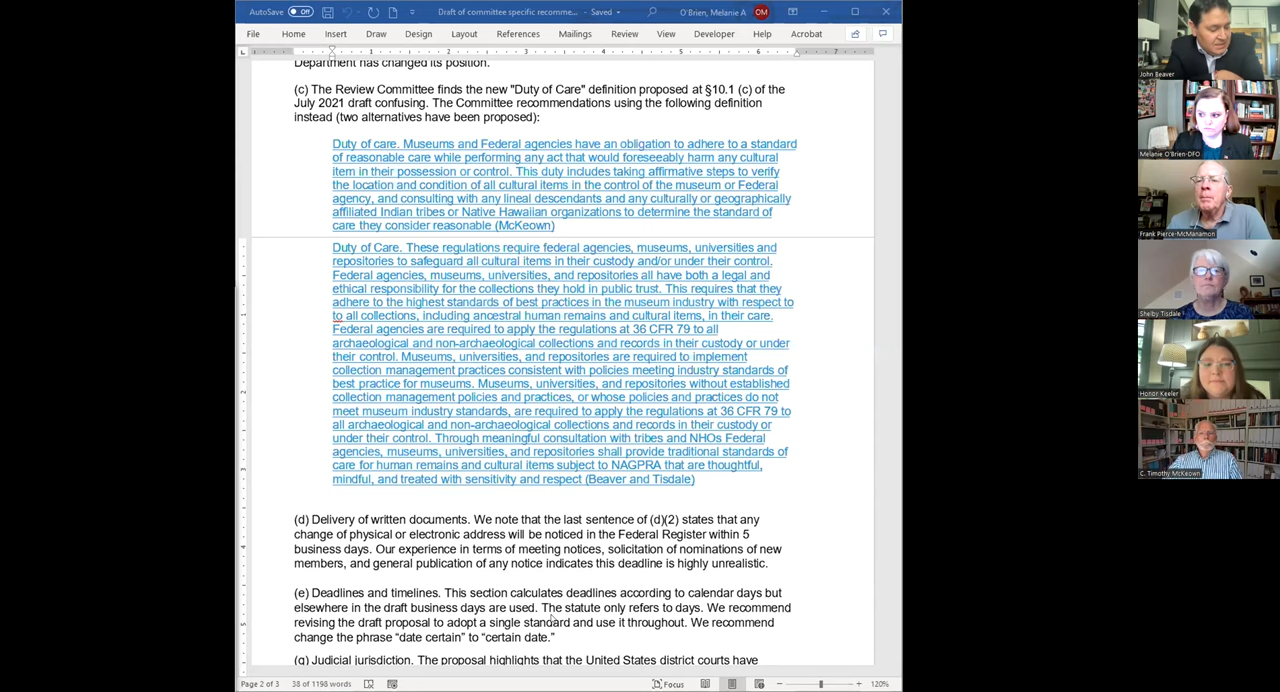 AutoSave Off Draft of committee specific recomme... - Saved O'Brien, Melanie A OM
File Home Insert Draw Design Layout References Mailings Review View Developer Help Acrobat
L 1 2 3 4 5 6 7
Department has changed its position.
(c) The Review Committee finds the new "Duty of Care" definition proposed at §10.1 (c) of the
July 2021 draft confusing. The Committee recommendations using the following definition
instead (two alternatives have been proposed):
Duty of care. Museums and Federal agencies have an obligation to adhere to a standard
of reasonable care while performing any act that would foreseeably harm any cultural
item in their possession or control. This duty includes taking affirmative steps to verify
the location and condition of all cultural items in the control of the museum or Federal
agency, and consulting with any lineal descendants and any culturally or geographically
affiliated Indian tribes or Native Hawaiian organizations to determine the standard of
care they consider reasonable (McKeown)
Duty of Care. These regulations require federal agencies, museums, universities and
repositories to safeguard all cultural items in their custody and/or under their control.
Federal agencies, museums, universities, and repositories all have both a legal and
ethical responsibility for the collections they hold in public trust. This requires that they
adhere to the highest standards of best practices in the museum industry with respect to
to all collections, including ancestral human remains and cultural items, in their care.
Federal agencies are required to apply the regulations at 36 CFR 79 to all
archaeological and non-archaeological collections and records in their custody or under
their control. Museums, universities, and repositories are required to implement
collection management practices consistent with policies meeting industry standards of
best practice for museums. Museums, universities, and repositories without established
collection management policies and practices, or whose policies and practices do not
meet museum industry standards, are required to apply the regulations at 36 CFR 79 to
all archaeological and non-archaeological collections and records in their custody or
under their control. Through meaningful consultation with tribes and NHOs Federal
agencies, museums, universities, and repositories shall provide traditional standards of
care for human remains and cultural items subject to NAGPRA that are thoughtful,
mindful, and treated with sensitivity and respect (Beaver and Tisdale)
(d) Delivery of written documents. We note that the last sentence of (d)(2) states that any
change of physical or electronic address will be noticed in the Federal Register within 5
business days. Our experience in terms of meeting notices, solicitation of nominations of new
members, and general publication of any notice indicates this deadline is highly unrealistic.
(e) Deadlines and timelines. This section calculates deadlines according to calendar days but
elsewhere in the draft business days are used. The statute only refers to days. We recommend
revising the draft proposal to adopt a single standard and use it throughout. We recommend
change the phrase “date certain” to “certain date.”
(g) Judicial jurisdiction. The proposal highlights that the United States district courts have
Page 2 of 3 38 of 1198 words Focus 120%
John Beaver
Melanie O'Brien-DFO
Frank Pierce-McManamon
Shelby Tisdale
Honor Keeler
C. Timothy McKeown